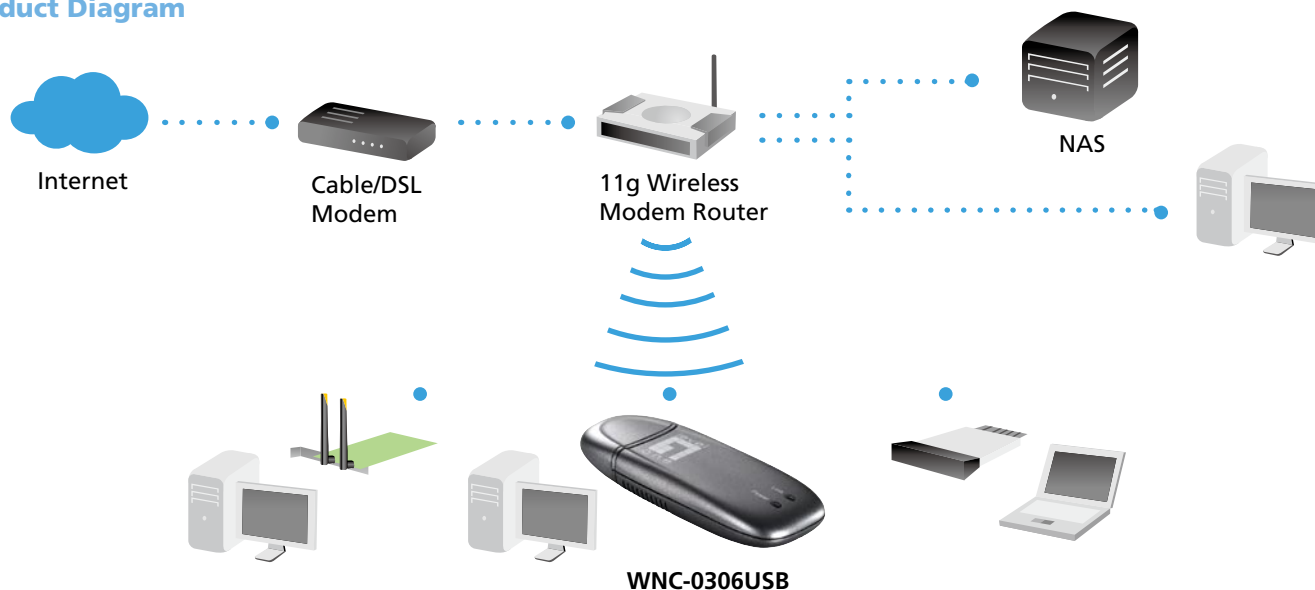 duct Diagram
Internet
Cable/DSL
Modem
11g Wireless
Modem Router
NAS
WNC-0306USB